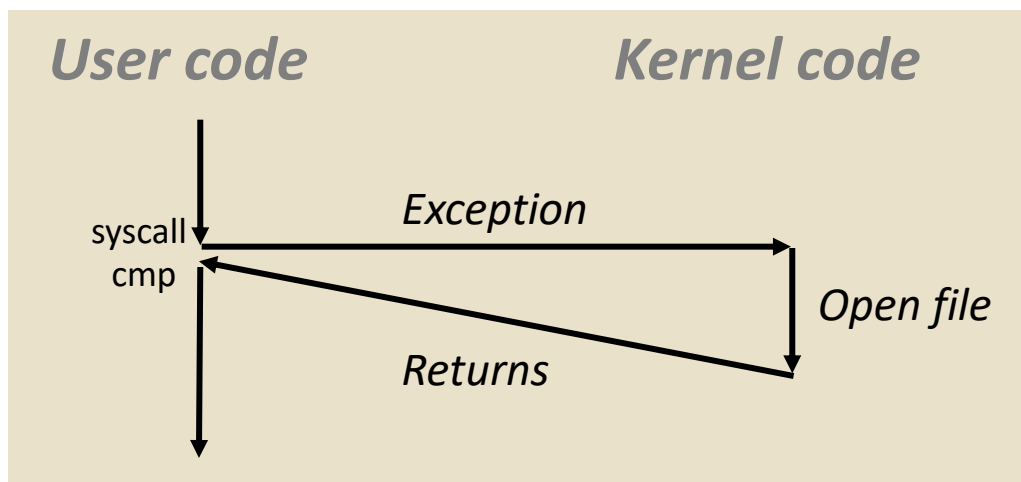 User code
Kernel code
Exception
syscall
cmp
Open file
Returns